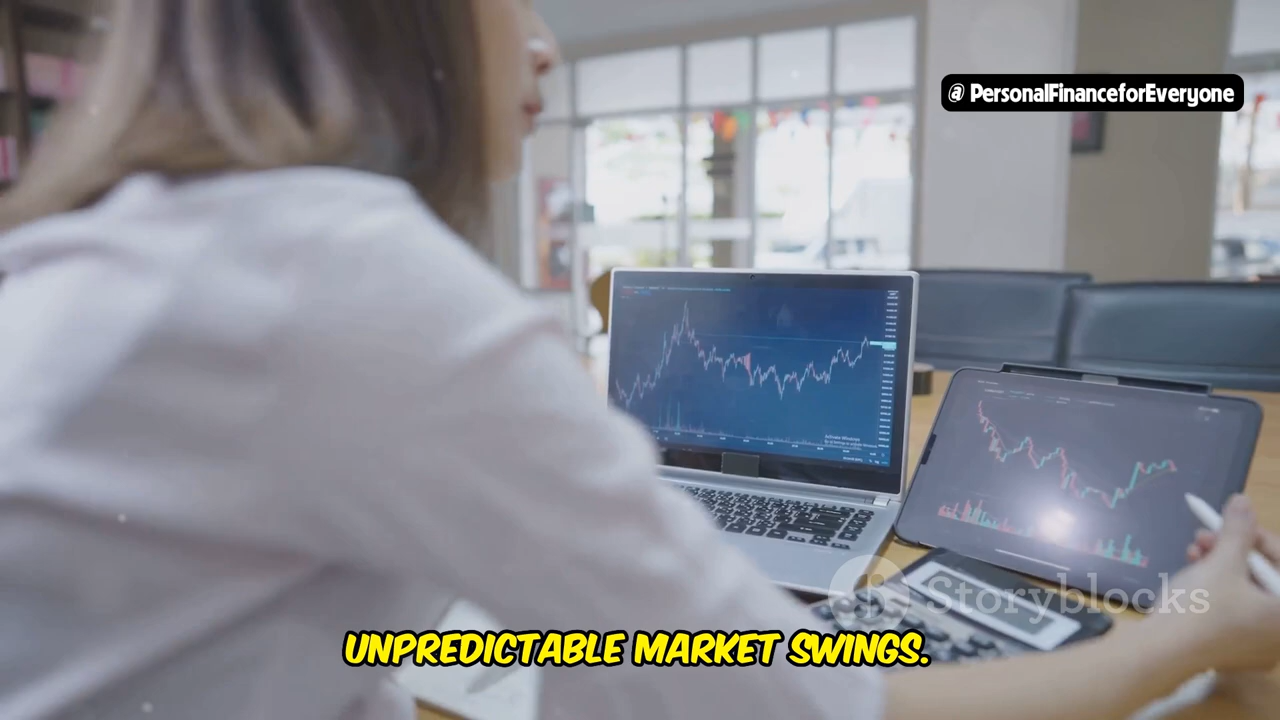 @ PersonalFinanceforEveryone
Storyblocks
UNPREDICTABLE MARKET SWINGS.